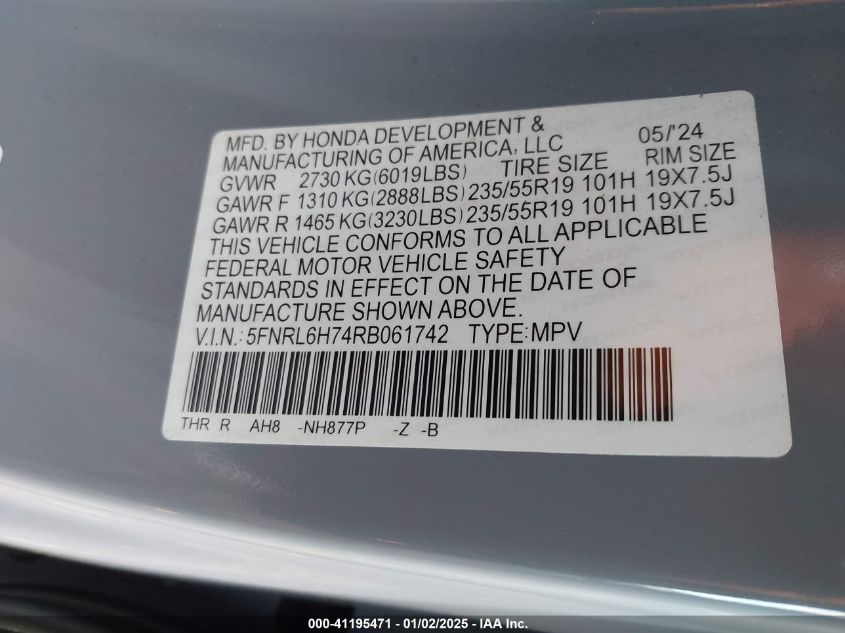 MFD. BY HONDA DEVELOPMENT & 05/'24
MANUFACTURING OF AMERICA, LLC
GVWR 2730 KG(6019LBS) TIRE SIZE RIM SIZE
GAWR F 1310 KG(2888LBS) 235/55R19 101H 19X7.5J
GAWR R 1465 KG(3230LBS) 235/55R19 101H 19X7.5J
THIS VEHICLE CONFORMS TO ALL APPLICABLE
FEDERAL MOTOR VEHICLE SAFETY
STANDARDS IN EFFECT ON THE DATE OF
MANUFACTURE SHOWN ABOVE.
V.I.N.: 5FNRL6H74RB061742 TYPE:MPV
THR R AH8 -NH877P -Z -B
000-41195471 - 01/02/2025 - IAA Inc.